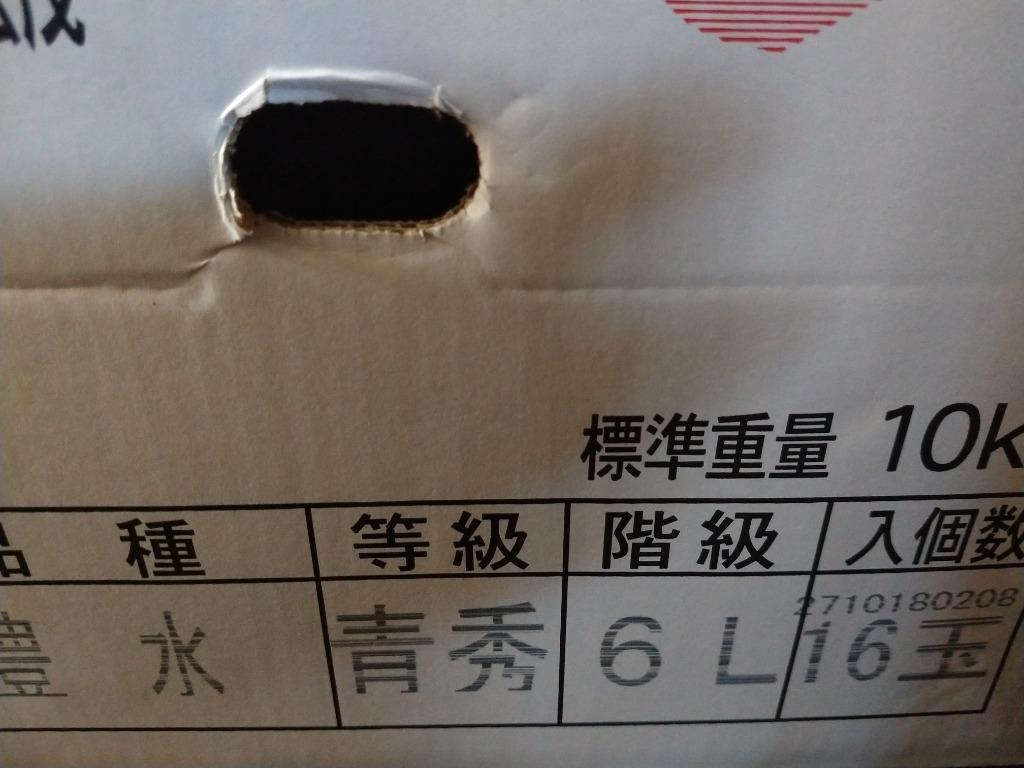 標準重量 10k
品種 等級 階級 入個数
2710180208
豊水 青秀 6L 16玉